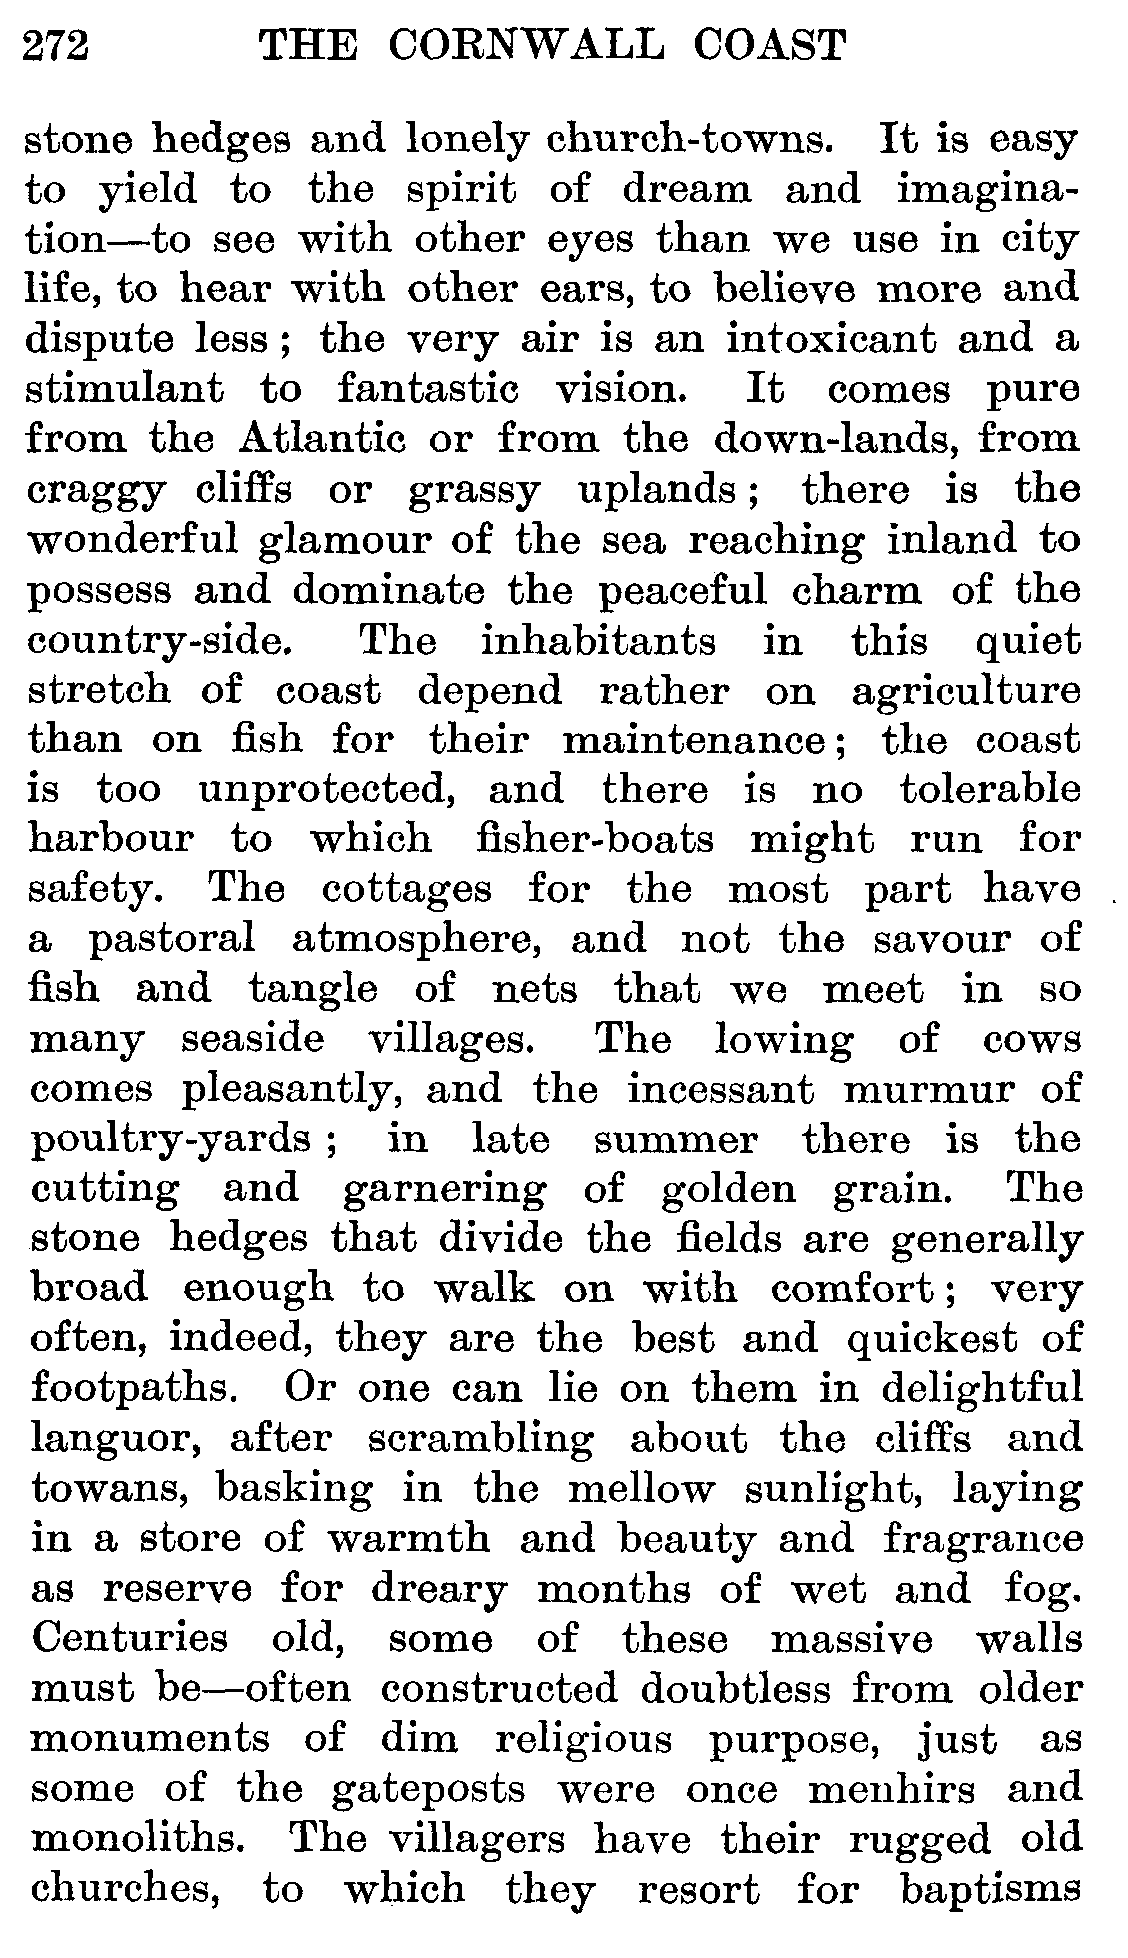 272 THE CORNWALL COAST
stone hedges and lonely church-towns. It is easy
to yield to the spirit of dream and imagina-
tion—to see with other eyes than we use in city
life, to hear with other ears, to believe more and
dispute less ; the very air is an intoxicant and a
stimulant to fantastic vision. It comes pure
from the Atlantic or from the down-lands, from
craggy cliffs or grassy uplands ; there is the
wonderful glamour of the sea reaching inland to
possess and dominate the peaceful charm of the
country-side. The inhabitants in this quiet
stretch of coast depend rather on agriculture
than on fish for their maintenance ; the coast
is too unprotected, and there is no tolerable
harbour to which fisher-boats might run for
safety. The cottages for the most part have
a pastoral atmosphere, and not the savour of
fish and tangle of nets that we meet in so
many seaside villages. The lowing of cows
comes pleasantly, and the incessant murmur of
poultry-yards ; in late summer there is the
cutting and garnering of golden grain. The
stone hedges that divide the fields are generally
broad enough to walk on with comfort ; very
often, indeed, they are the best and quickest of
footpaths. Or one can lie on them in delightful
languor, after scrambling about the cliffs and
towans, basking in the mellow sunlight, laying
in a store of warmth and beauty and fragrance
as reserve for dreary months of wet and fog.
Centuries old, some of these massive walls
must be—often constructed doubtless from older
monuments of dim religious purpose, just as
some of the gateposts were once menhirs and
monoliths. The villagers have their rugged old
churches, to which they resort for baptisms